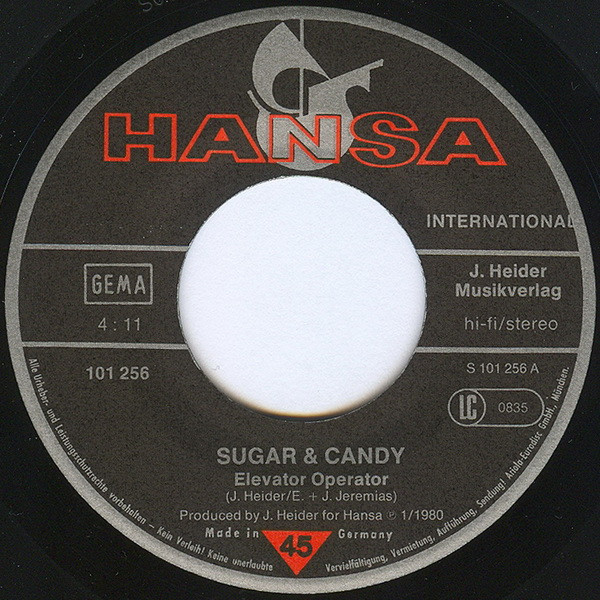 HANSA
INTERNATIONAL
GEMA
4 : 11
J. Heider
Musikverlag
hi-fi/stereo
101 256
S 101 256 A
LC 0835
SUGAR & CANDY
Elevator Operator
(J. Heider/E. + J. Jeremias)
Produced by J. Heider for Hansa ℗ 1/1980
Made in Germany
45
Alle Urheber- und Leistungsschutzrechte vorbehalten – Kein Verleih! Keine unerlaubte Vervielfältigung, Vermietung, Aufführung, Sendung! Ariola-Eurodisc GmbH., München.